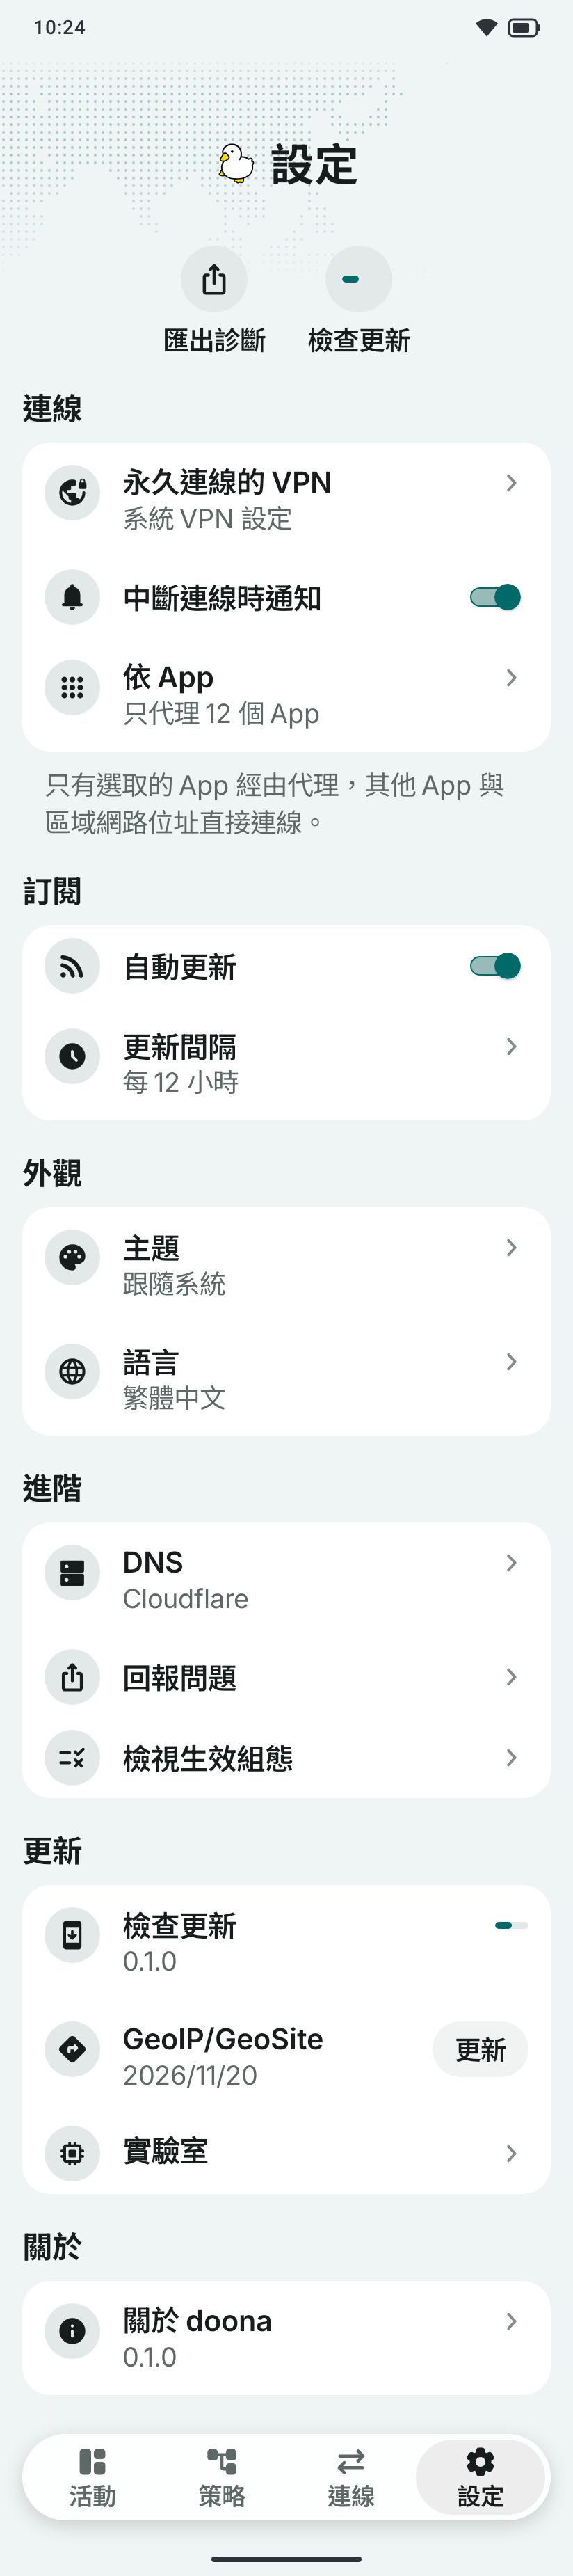 10:24
設定
匯出診斷
檢查更新
連線
永久連線的 VPN
系統 VPN 設定
中斷連線時通知
依 App
只代理 12 個 App
只有選取的 App 經由代理，其他 App 與
區域網路位址直接連線。
訂閱
自動更新
更新間隔
每 12 小時
外觀
主題
跟隨系統
語言
繁體中文
進階
DNS
Cloudflare
回報問題
檢視生效組態
更新
檢查更新
0.1.0
GeoIP/GeoSite
2026/11/20
更新
實驗室
關於
關於 doona
0.1.0
活動
策略
連線
設定